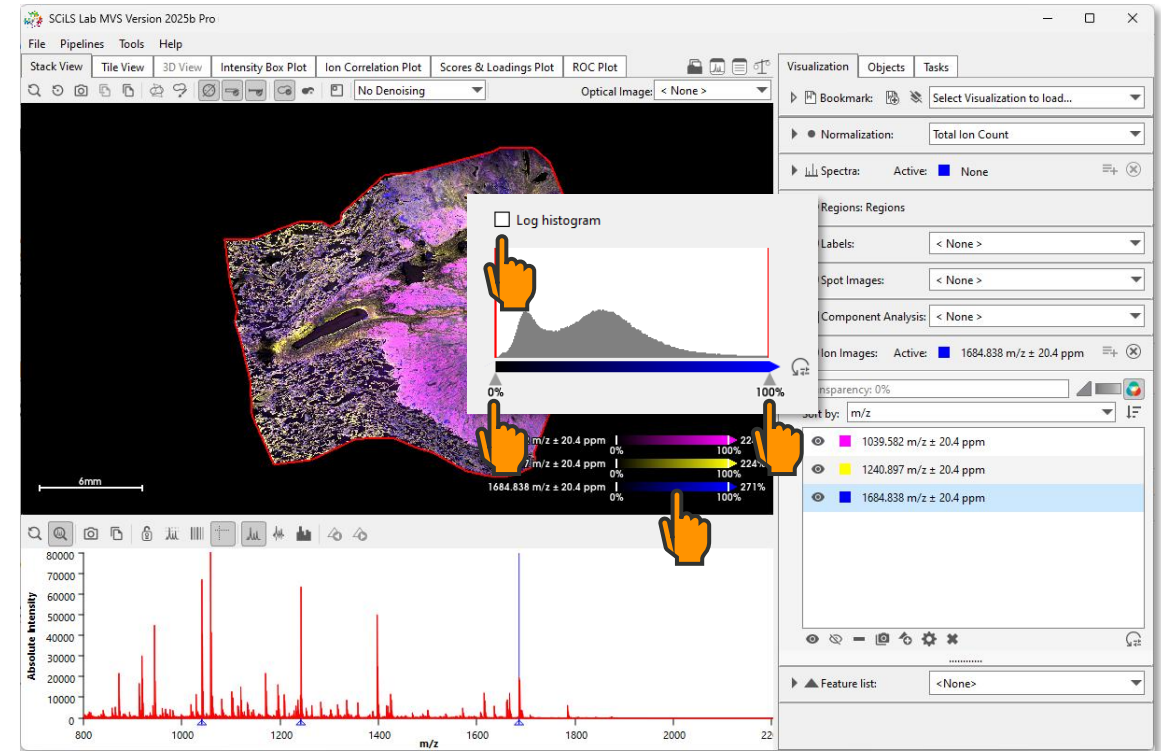 SCiLS Lab MVS Version 2025b Pro
File Pipelines Tools Help
Stack View Tile View 3D View Intensity Box Plot Ion Correlation Plot Scores & Loadings Plot ROC Plot
No Denoising Optical Image: < None >
6mm
m/z ± 20.4 ppm
0% 100%
m/z ± 20.4 ppm 224%
0% 100%
1684.838 m/z ± 20.4 ppm 271%
0% 100%
Log histogram
0% 100%
Visualization Objects Tasks
Bookmark: Select Visualization to load...
Normalization: Total Ion Count
Spectra: Active: None
Regions: Regions
Labels: < None >
Spot Images: < None >
Component Analysis: < None >
Ion Images: Active: 1684.838 m/z ± 20.4 ppm
0%
by: m/z
1039.582 m/z ± 20.4 ppm
1240.897 m/z ± 20.4 ppm
1684.838 m/z ± 20.4 ppm
Feature list: <None>
Absolute Intensity
80000
70000
60000
50000
40000
30000
20000
10000
0
800 1000 1200 1400 1600 1800 2000
m/z